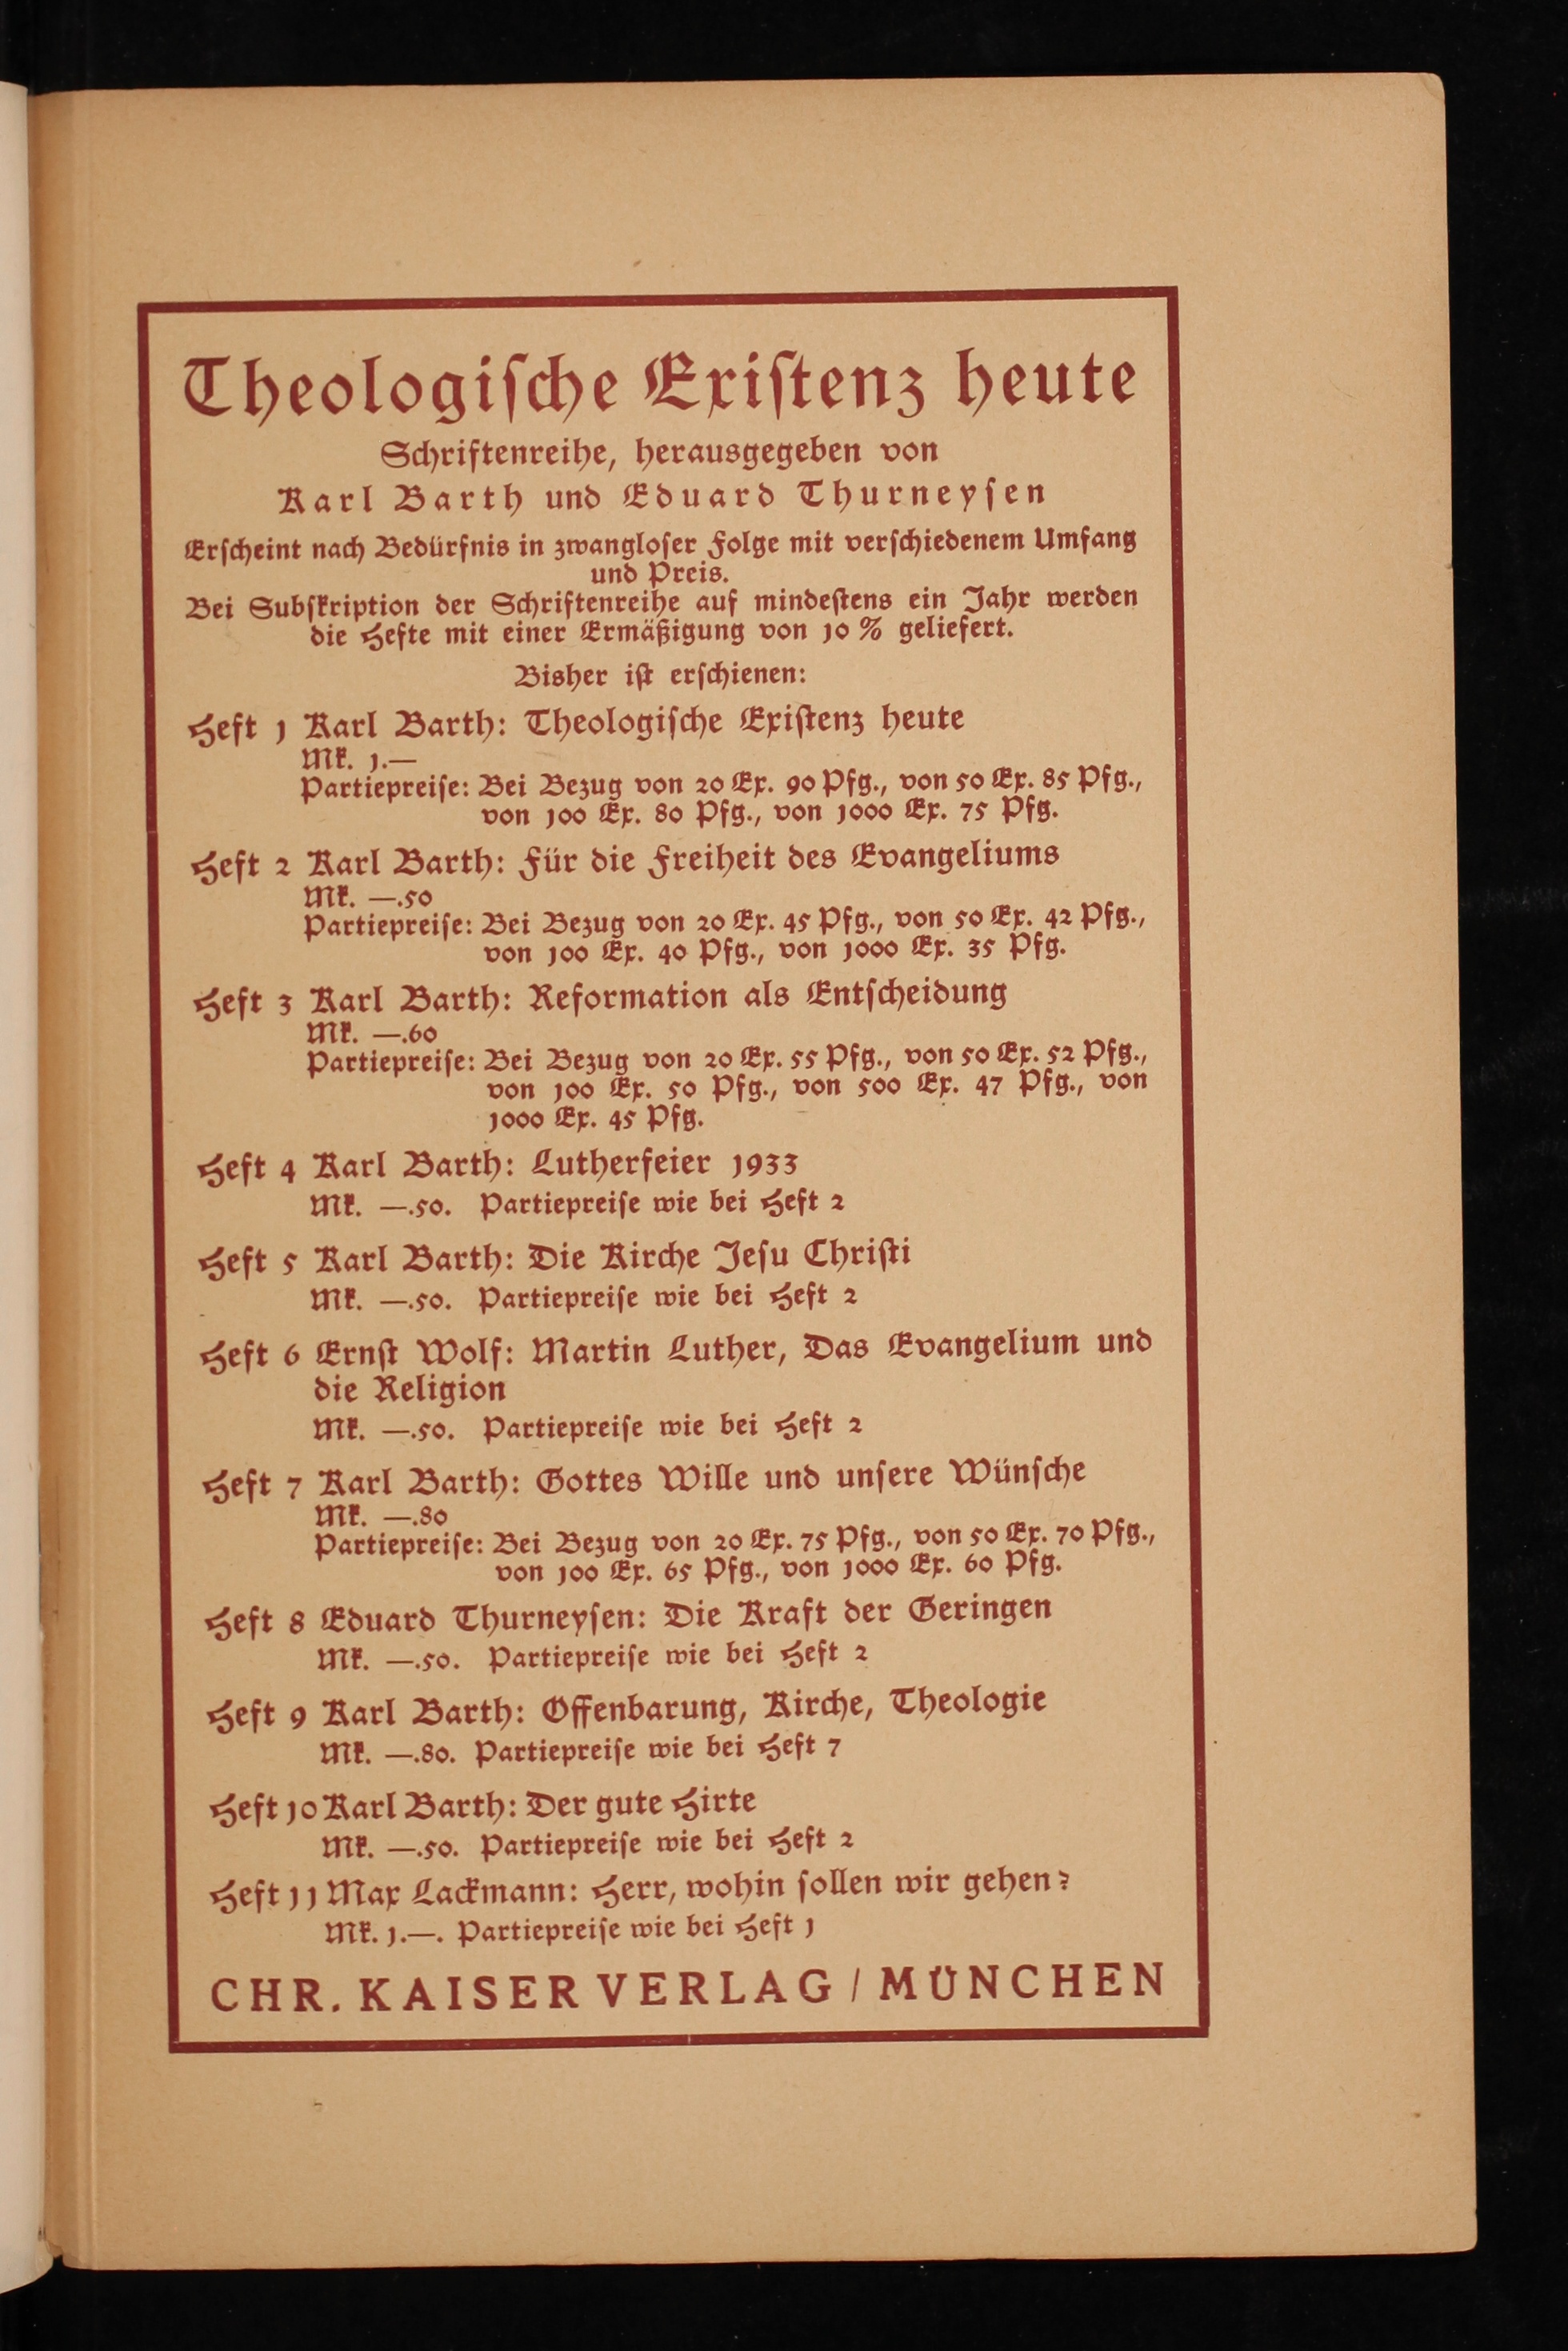 Theologiſche Exiſtenz heute
Schriftenreihe, herausgegeben von
Karl Barth und Eduard Thurneyſen
Erſcheint nach Bedürfnis in zwangloſer Folge mit verſchiedenem Umfang
und Preis.
Bei Subſkription der Schriftenreihe auf mindeſtens ein Jahr werden
die Hefte mit einer Ermäßigung von 10 % geliefert.
Bisher iſt erſchienen:
Heft 1 Karl Barth: Theologiſche Exiſtenz heute
Mk. 1.—
Partiepreiſe: Bei Bezug von 20 Ex. 90 Pfg., von 50 Ex. 85 Pfg.,
von 100 Ex. 80 Pfg., von 1000 Ex. 75 Pfg.
Heft 2 Karl Barth: Für die Freiheit des Evangeliums
Mk. —.50
Partiepreiſe: Bei Bezug von 20 Ex. 45 Pfg., von 50 Ex. 42 Pfg.,
von 100 Ex. 40 Pfg., von 1000 Ex. 35 Pfg.
Heft 3 Karl Barth: Reformation als Entſcheidung
Mk. —.60
Partiepreiſe: Bei Bezug von 20 Ex. 55 Pfg., von 50 Ex. 52 Pfg.,
von 100 Ex. 50 Pfg., von 500 Ex. 47 Pfg., von
1000 Ex. 45 Pfg.
Heft 4 Karl Barth: Lutherfeier 1933
Mk. —.50. Partiepreiſe wie bei Heft 2
Heft 5 Karl Barth: Die Kirche Jeſu Chriſti
Mk. —.50. Partiepreiſe wie bei Heft 2
Heft 6 Ernſt Wolf: Martin Luther, Das Evangelium und
die Religion
Mk. —.50. Partiepreiſe wie bei Heft 2
Heft 7 Karl Barth: Gottes Wille und unſere Wünſche
Mk. —.80
Partiepreiſe: Bei Bezug von 20 Ex. 75 Pfg., von 50 Ex. 70 Pfg.,
von 100 Ex. 65 Pfg., von 1000 Ex. 60 Pfg.
Heft 8 Eduard Thurneyſen: Die Kraft der Geringen
Mk. —.50. Partiepreiſe wie bei Heft 2
Heft 9 Karl Barth: Offenbarung, Kirche, Theologie
Mk. —.80. Partiepreiſe wie bei Heft 7
Heft 10 Karl Barth: Der gute Hirte
Mk. —.50. Partiepreiſe wie bei Heft 2
Heft 11 Max Lackmann: Herr, wohin ſollen wir gehen?
Mk. 1.—. Partiepreiſe wie bei Heft 1
CHR. KAISER VERLAG / MÜNCHEN